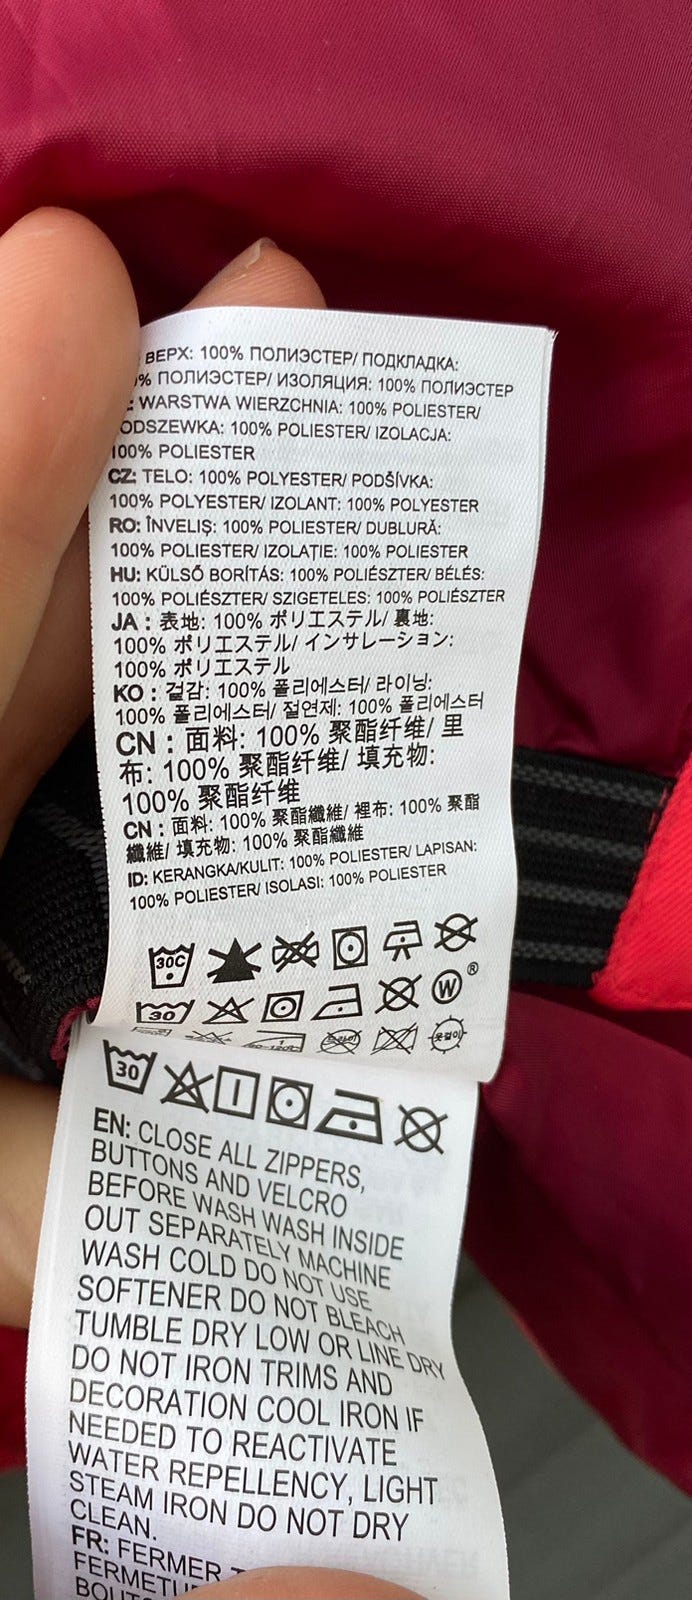 ВЕРХ: 100% ПОЛИЭСТЕР/ ПОДКЛАДКА:
% ПОЛИЭСТЕР/ ИЗОЛЯЦИЯ: 100% ПОЛИЭСТЕР
: WARSTWA WIERZCHNIA: 100% POLIESTER/
ODSZEWKA: 100% POLIESTER/ IZOLACJA:
100% POLIESTER
CZ: TELO: 100% POLYESTER/ PODŠÍVKA:
100% POLYESTER/ IZOLANT: 100% POLYESTER
RO: ÎNVELIŞ: 100% POLIESTER/ DUBLURĂ:
100% POLIESTER/ IZOLAŢIE: 100% POLIESTER
HU: KÜLSŐ BORÍTÁS: 100% POLIÉSZTER/ BÉLÉS:
100% POLIÉSZTER/ SZIGETELES: 100% POLIÉSZTER
JA : 表地: 100% ポリエステル/ 裏地:
100% ポリエステル/ インサレーション:
100% ポリエステル
KO : 겉감: 100% 폴리에스터/ 라이닝:
100% 폴리에스터/ 절연제: 100% 폴리에스터
CN : 面料: 100% 聚酯纤维/ 里
布: 100% 聚酯纤维/ 填充物:
100% 聚酯纤维
CN : 面料: 100% 聚酯纖維/ 裡布: 100% 聚酯
纖維/ 填充物: 100% 聚酯纖維
ID: KERANGKA/KULIT: 100% POLIESTER/ LAPISAN:
100% POLIESTER/ ISOLASI: 100% POLIESTER
30C
30 W®
옷걸이
30
EN: CLOSE ALL ZIPPERS,
BUTTONS AND VELCRO
BEFORE WASH WASH INSIDE
OUT SEPARATELY MACHINE
WASH COLD DO NOT USE
SOFTENER DO NOT BLEACH
TUMBLE DRY LOW OR LINE DRY
DO NOT IRON TRIMS AND
DECORATION COOL IRON IF
NEEDED TO REACTIVATE
WATER REPELLENCY, LIGHT
STEAM IRON DO NOT DRY
CLEAN.
FR: FERMER